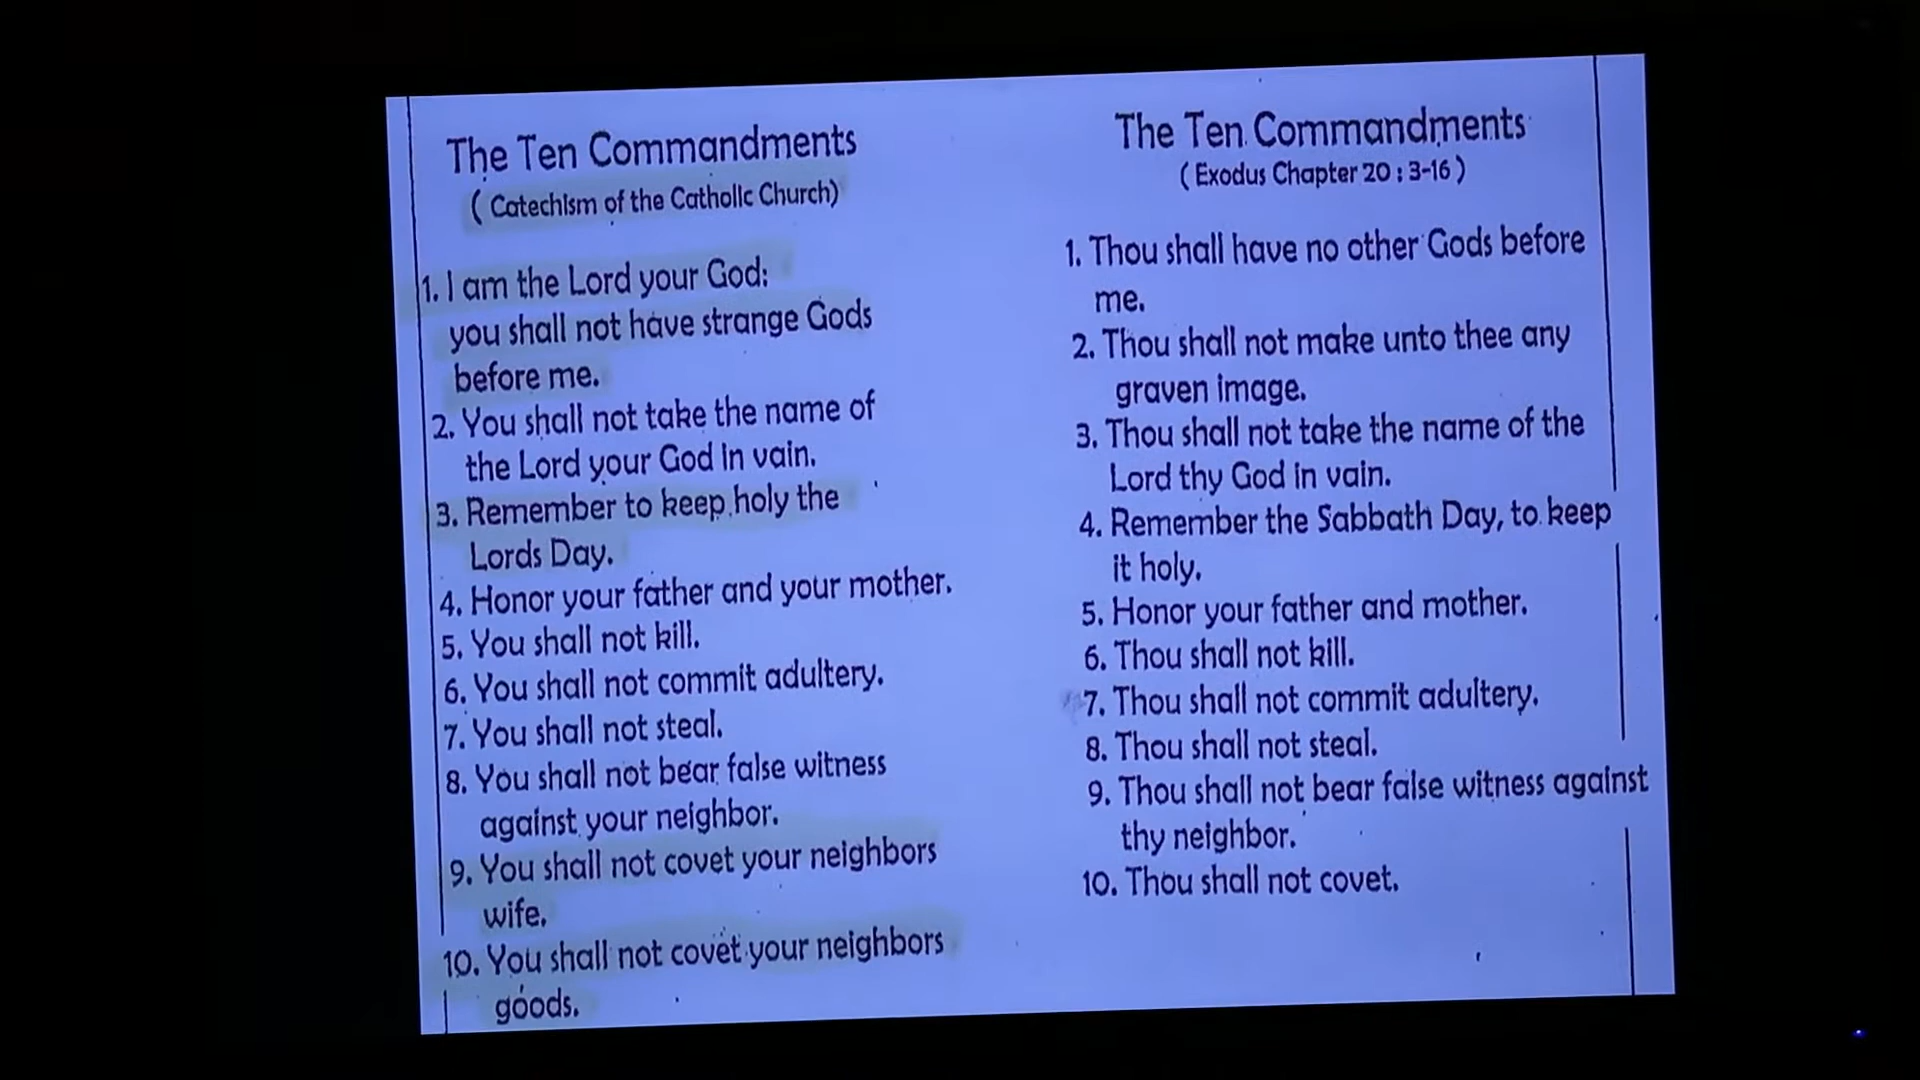 The Ten Commandments
( Catechism of the Catholic Church)
1. I am the Lord your God:
you shall not have strange Gods
before me.
2. You shall not take the name of
the Lord your God in vain.
3. Remember to keep holy the
Lords Day.
4. Honor your father and your mother.
5. You shall not kill.
6. You shall not commit adultery.
7. You shall not steal.
8. You shall not bear false witness
against your neighbor.
9. You shall not covet your neighbors
wife.
10. You shall not covet your neighbors
goods.
The Ten Commandments
( Exodus Chapter 20 : 3-16 )
1. Thou shall have no other Gods before
me.
2. Thou shall not make unto thee any
graven image.
3. Thou shall not take the name of the
Lord thy God in vain.
4. Remember the Sabbath Day, to keep
it holy.
5. Honor your father and mother.
6. Thou shall not kill.
7. Thou shall not commit adultery.
8. Thou shall not steal.
9. Thou shall not bear false witness against
thy neighbor.
10. Thou shall not covet.